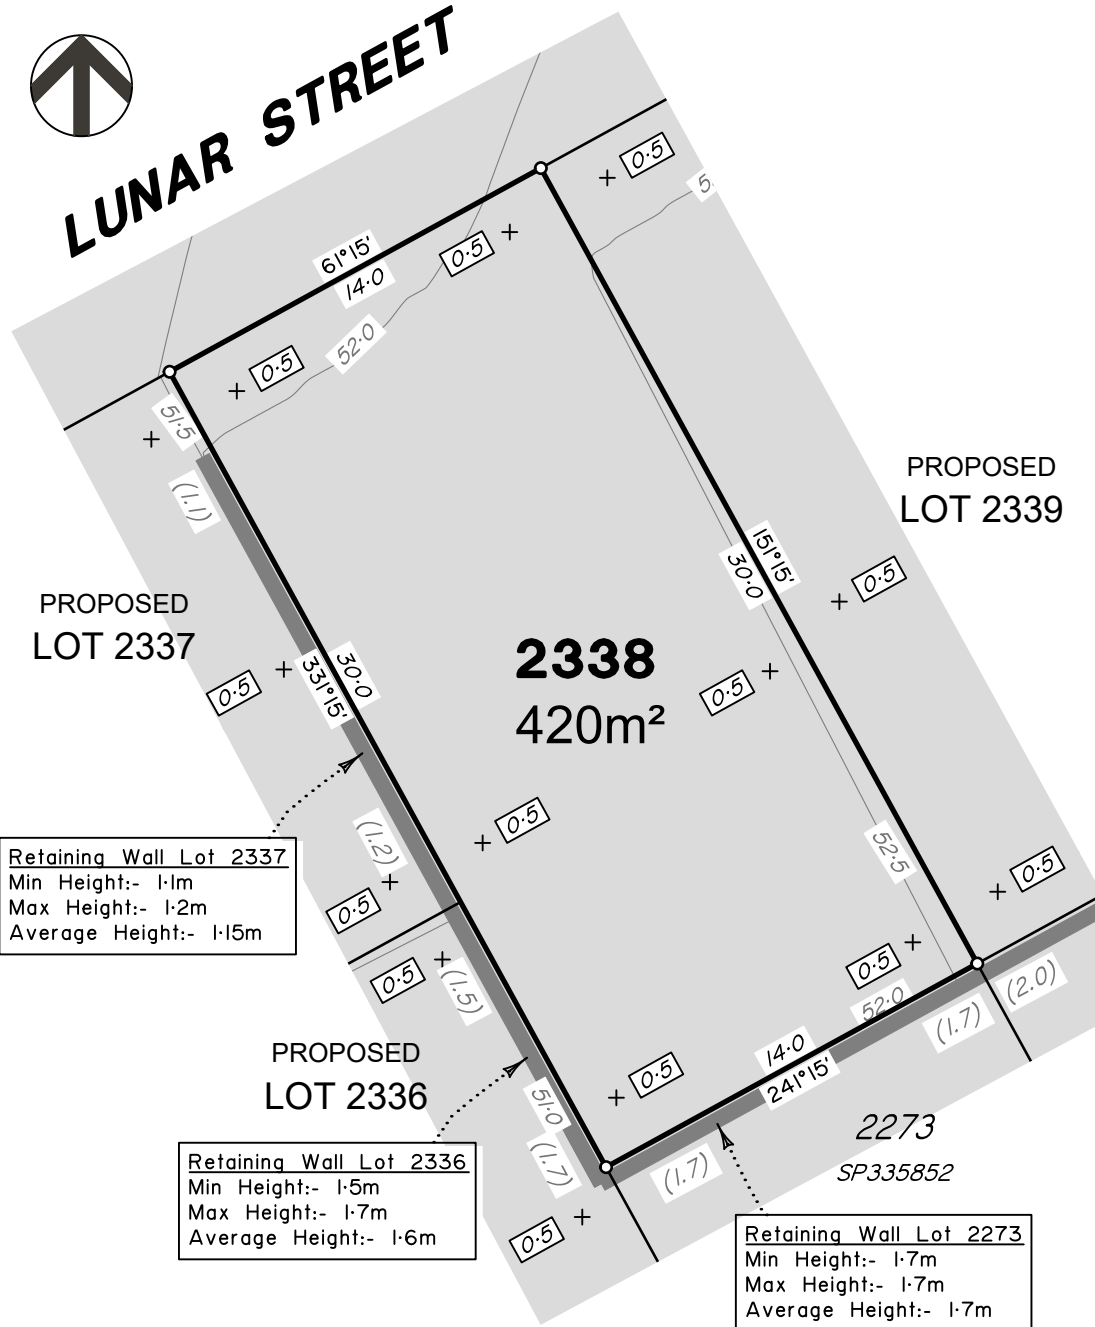 LUNAR STREET
0·5
5
61°15'
14·0
0·5
52·0
0·5
51·5
(1.1)
PROPOSED
LOT 2339
151°15'
30·0
0·5
PROPOSED
LOT 2337
2338
420m²
30·0
331°15'
0·5
0·5
0·5
(1.2)
52·5
0·5
Retaining Wall Lot 2337
Min Height:- 1·1m
Max Height:- 1·2m
Average Height:- 1·15m
0·5
0·5
0·5
(1.5)
52·0
(1.7)
(2.0)
PROPOSED
LOT 2336
14·0
241°15'
0·5
51·0
(1.7)
(1.7)
2273
SP335852
Retaining Wall Lot 2336
Min Height:- 1·5m
Max Height:- 1·7m
Average Height:- 1·6m
0·5
Retaining Wall Lot 2273
Min Height:- 1·7m
Max Height:- 1·7m
Average Height:- 1·7m